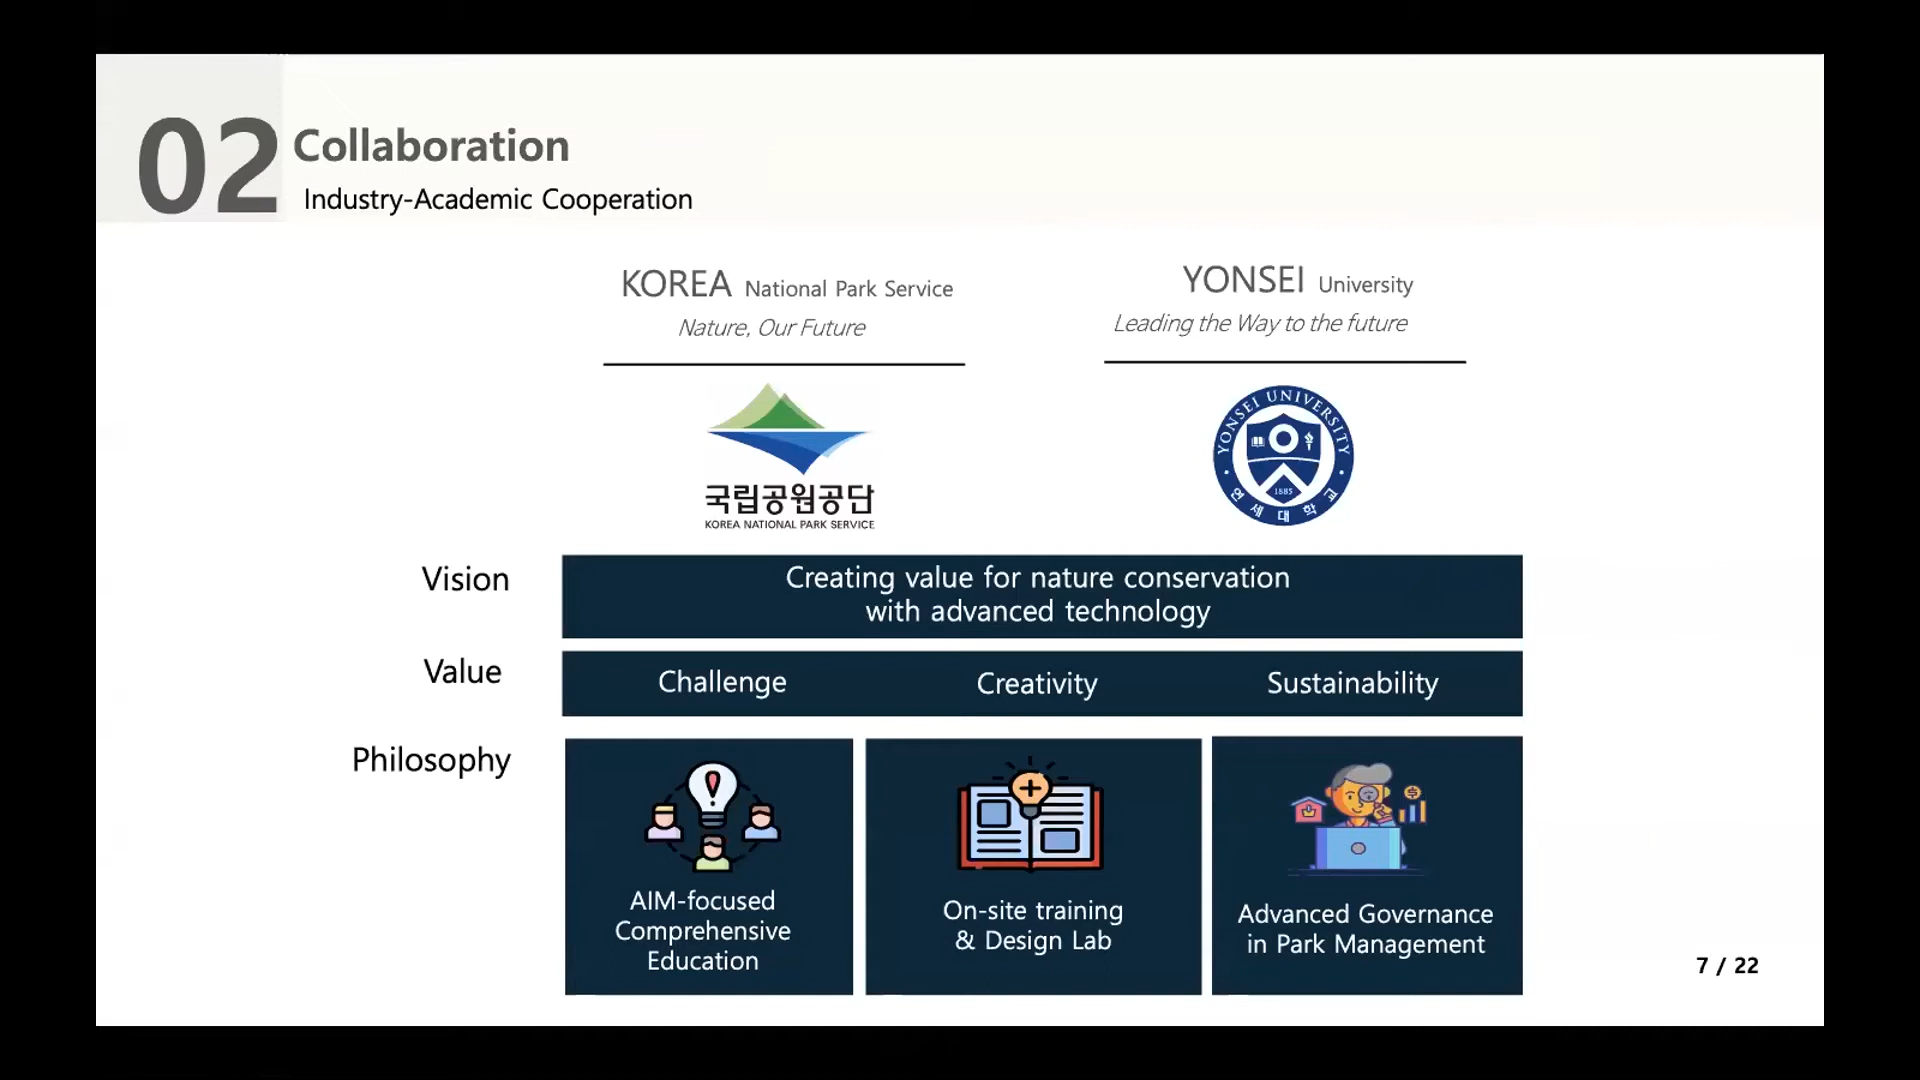 02
Collaboration
Industry-Academic Cooperation
KOREA National Park Service
Nature, Our Future
YONSEI University
Leading the Way to the future
국립공원공단
KOREA NATIONAL PARK SERVICE
YONSEI UNIVERSITY
1885
연세대학교
Vision
Creating value for nature conservation
with advanced technology
Value
Challenge
Creativity
Sustainability
Philosophy
AIM-focused
Comprehensive
Education
On-site training
& Design Lab
Advanced Governance
in Park Management
7 / 22